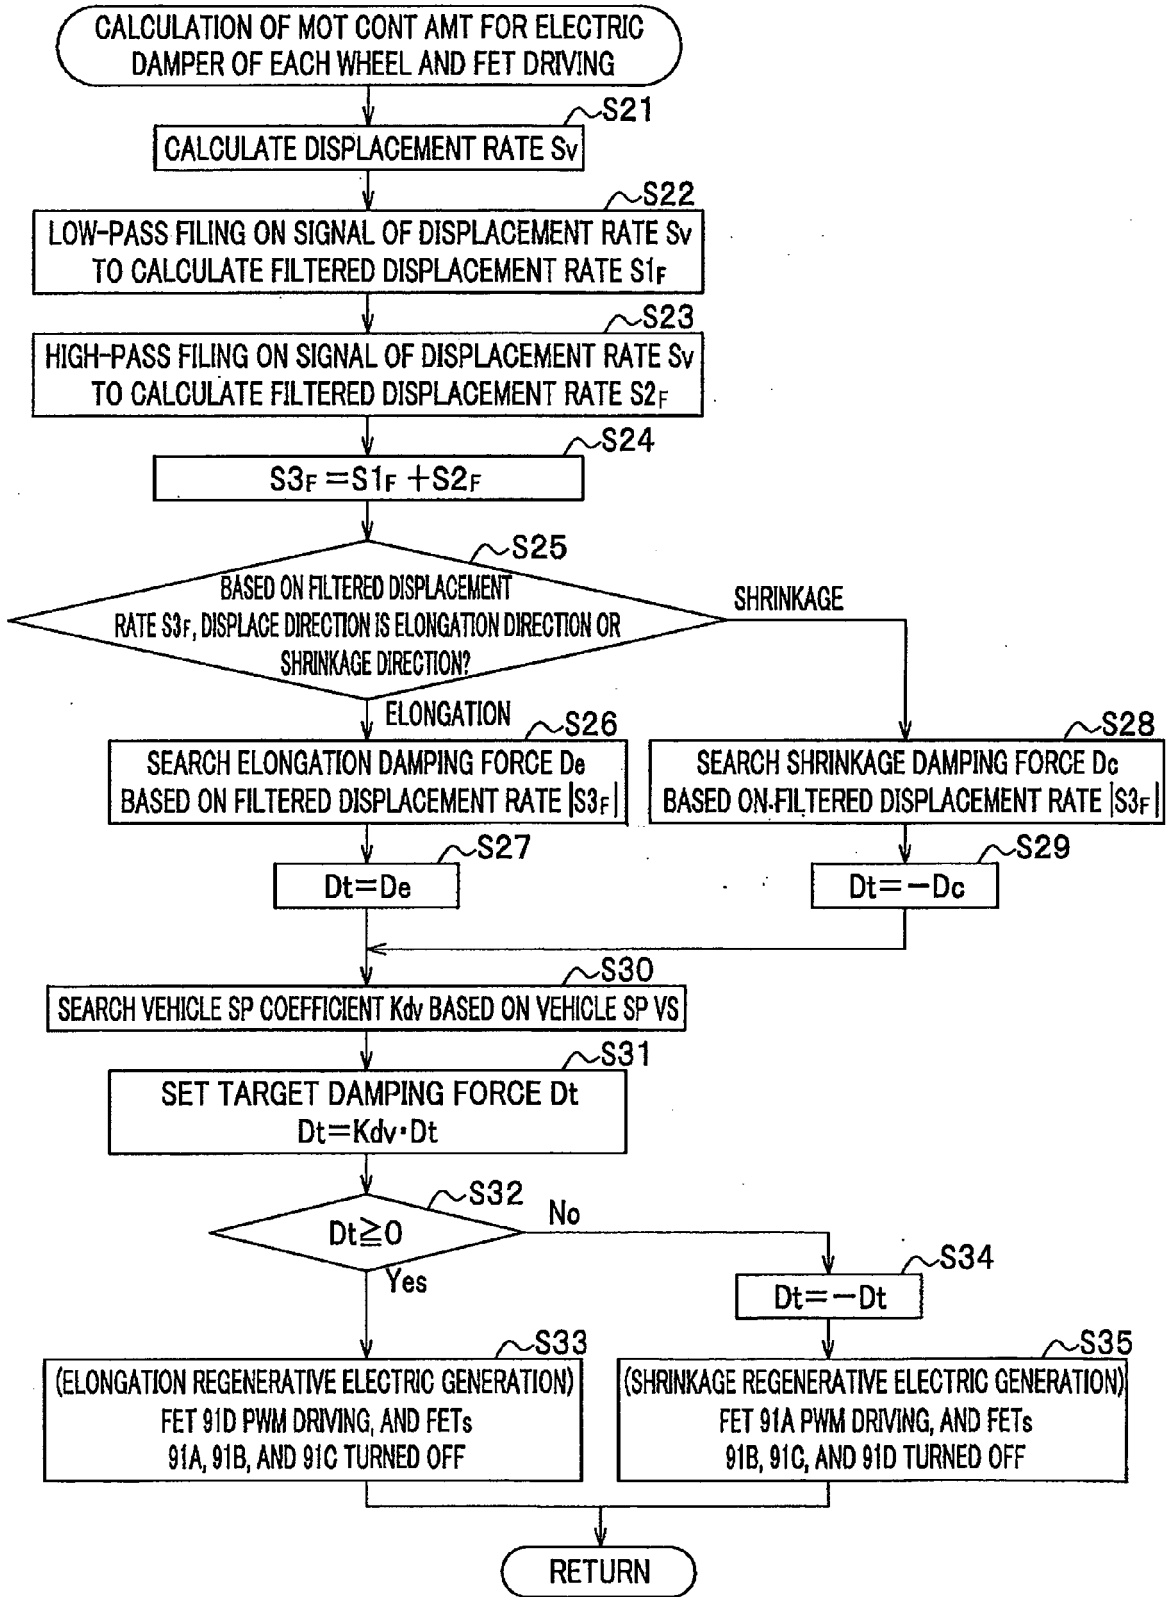 CALCULATION OF MOT CONT AMT FOR ELECTRIC
DAMPER OF EACH WHEEL AND FET DRIVING
S21
CALCULATE DISPLACEMENT RATE Sv
S22
LOW-PASS FILING ON SIGNAL OF DISPLACEMENT RATE Sv
TO CALCULATE FILTERED DISPLACEMENT RATE S1F
S23
HIGH-PASS FILING ON SIGNAL OF DISPLACEMENT RATE Sv
TO CALCULATE FILTERED DISPLACEMENT RATE S2F
S24
S3F=S1F+S2F
S25
BASED ON FILTERED DISPLACEMENT
RATE S3F, DISPLACE DIRECTION IS ELONGATION DIRECTION OR
SHRINKAGE DIRECTION?
SHRINKAGE
ELONGATION
S26
SEARCH ELONGATION DAMPING FORCE De
BASED ON FILTERED DISPLACEMENT RATE |S3F|
S28
SEARCH SHRINKAGE DAMPING FORCE Dc
BASED ON FILTERED DISPLACEMENT RATE |S3F|
S27
Dt=De
S29
Dt=-Dc
S30
SEARCH VEHICLE SP COEFFICIENT Kdv BASED ON VEHICLE SP VS
S31
SET TARGET DAMPING FORCE Dt
Dt=Kdv·Dt
S32
Dt≧0
No
Yes
S34
Dt=-Dt
S33
(ELONGATION REGENERATIVE ELECTRIC GENERATION)
FET 91D PWM DRIVING, AND FETs
91A, 91B, AND 91C TURNED OFF
S35
(SHRINKAGE REGENERATIVE ELECTRIC GENERATION)
FET 91A PWM DRIVING, AND FETs
91B, 91C, AND 91D TURNED OFF
RETURN